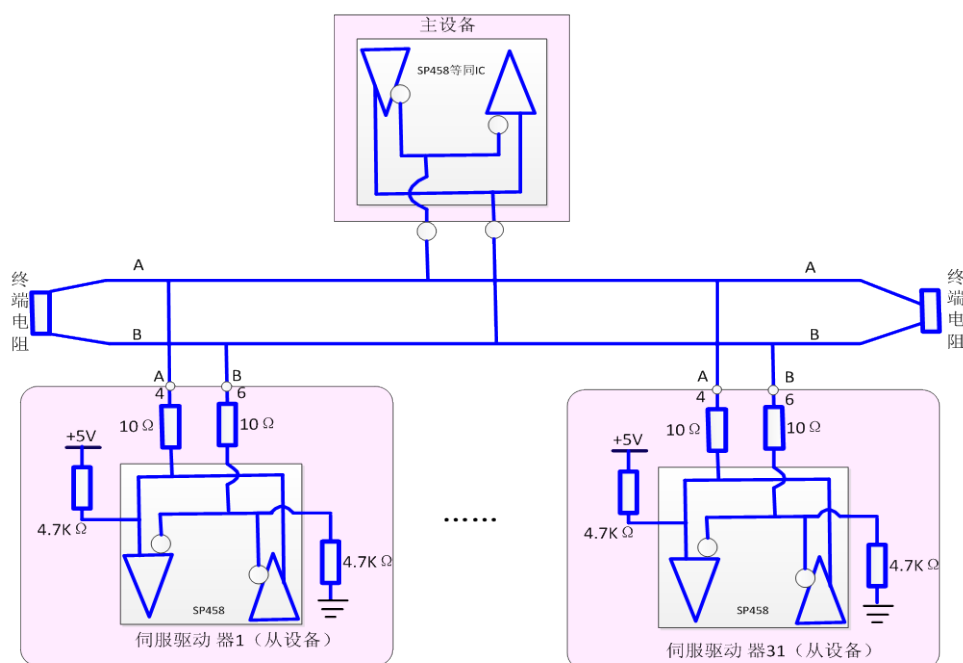 主设备
SP458等同IC
A
A
终端电阻
终端电阻
B
B
A
B
4
6
10Ω
10Ω
+5V
4.7KΩ
4.7KΩ
SP458
伺服驱动 器1（从设备）
......
A
B
4
6
10Ω
10Ω
+5V
4.7KΩ
4.7KΩ
SP458
伺服驱动 器31（从设备）